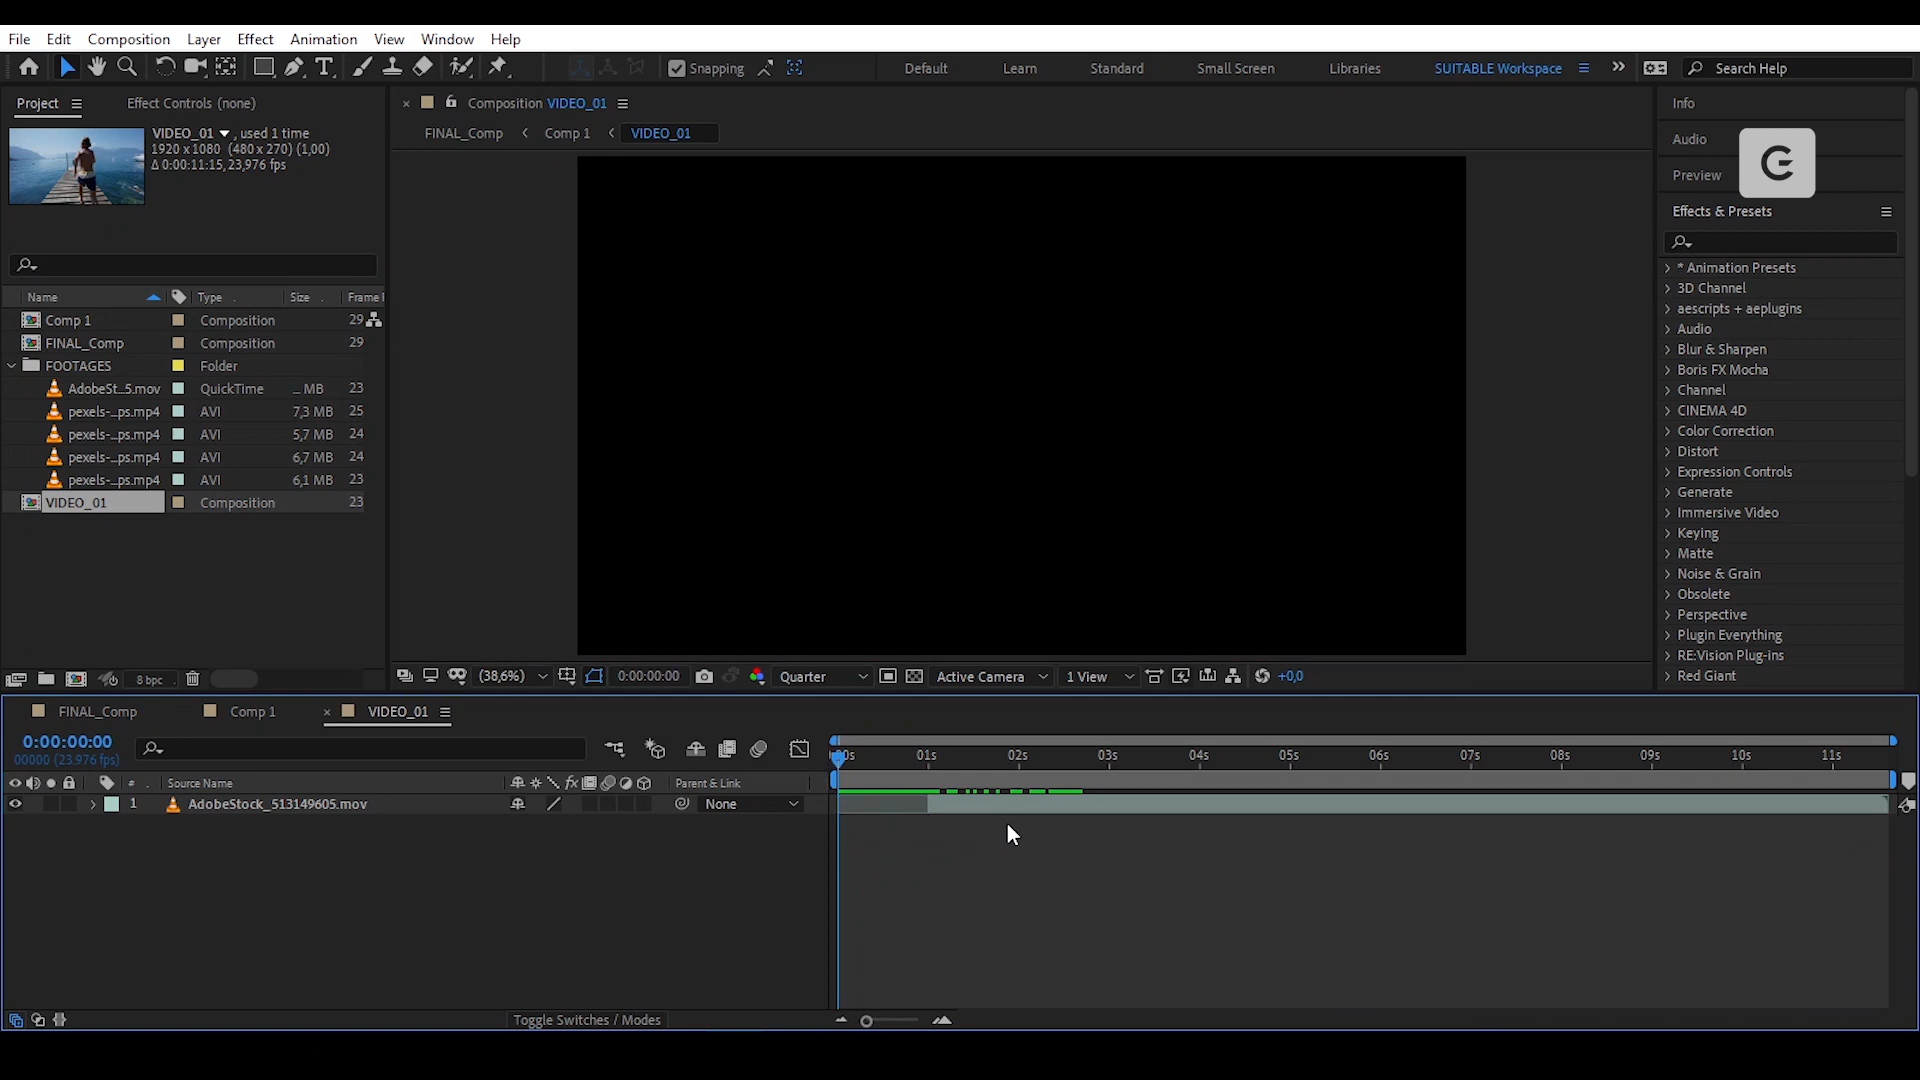 File Edit Composition Layer Effect Animation View Window Help
Snapping Default Learn Standard Small Screen Libraries SUITABLE Workspace Search Help
Project Effect Controls (none)
VIDEO_01 , used 1 time
1920 x 1080 (480 x 270) (1,00)
Δ 0:00:11:15, 23,976 fps
Name Type Size Frame
Comp 1 Composition 29
FINAL_Comp Composition 29
FOOTAGES Folder
AdobeSt_5.mov QuickTime _ MB 23
pexels-_ps.mp4 AVI 7,3 MB 25
pexels-_ps.mp4 AVI 5,7 MB 24
pexels-_ps.mp4 AVI 6,7 MB 24
pexels-_ps.mp4 AVI 6,1 MB 23
VIDEO_01 Composition 23
8 bpc
Composition VIDEO_01
FINAL_Comp Comp 1 VIDEO_01
(38,6%) 0:00:00:00 Quarter Active Camera 1 View +0,0
Info
Audio
Preview
Effects & Presets
* Animation Presets
3D Channel
aescripts + aeplugins
Audio
Blur & Sharpen
Boris FX Mocha
Channel
CINEMA 4D
Color Correction
Distort
Expression Controls
Generate
Immersive Video
Keying
Matte
Noise & Grain
Obsolete
Perspective
Plugin Everything
RE:Vision Plug-ins
Red Giant
FINAL_Comp Comp 1 VIDEO_01
0:00:00:00
00000 (23.976 fps)
00s 01s 02s 03s 04s 05s 06s 07s 08s 09s 10s 11s
# Source Name fx Parent & Link
1 AdobeStock_513149605.mov None
Toggle Switches / Modes